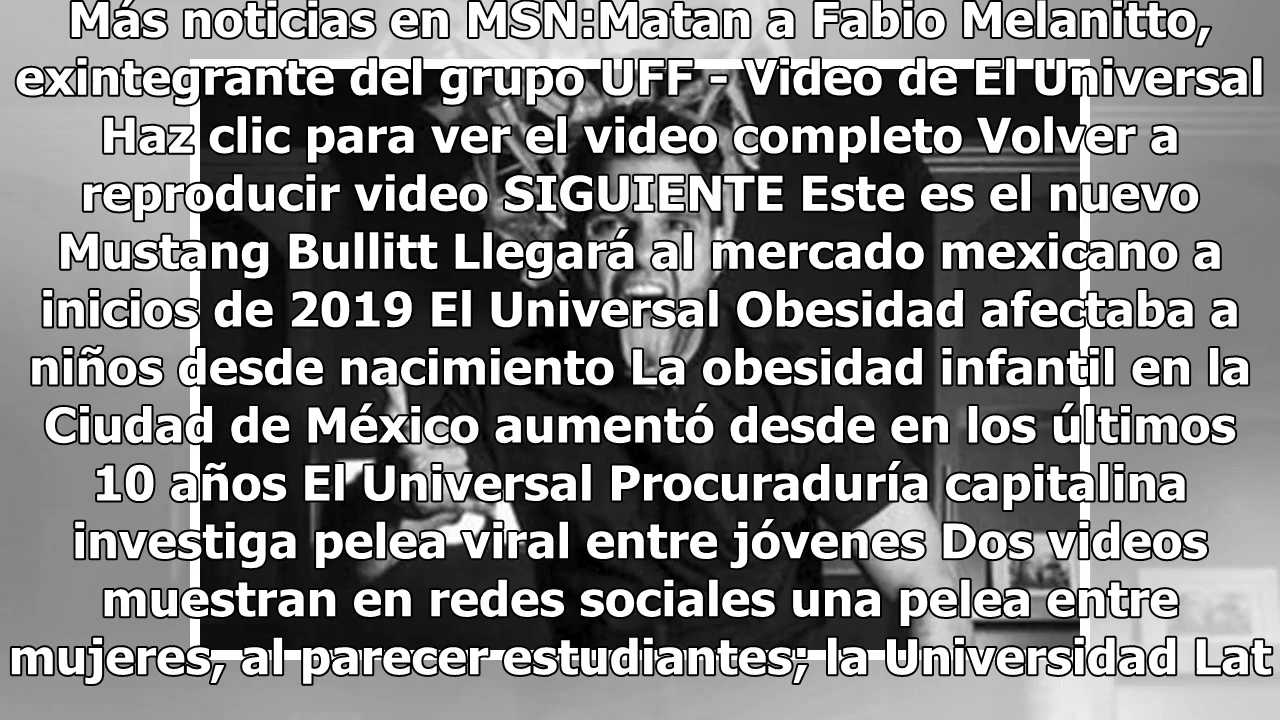 Más noticias en MSN:Matan a Fabio Melanitto,
exintegrante del grupo UFF - Video de El Universal
Haz clic para ver el video completo Volver a
reproducir video SIGUIENTE Este es el nuevo
Mustang Bullitt Llegará al mercado mexicano a
inicios de 2019 El Universal Obesidad afectaba a
niños desde nacimiento La obesidad infantil en la
Ciudad de México aumentó desde en los últimos
10 años El Universal Procuraduría capitalina
investiga pelea viral entre jóvenes Dos videos
muestran en redes sociales una pelea entre
mujeres, al parecer estudiantes; la Universidad Lat